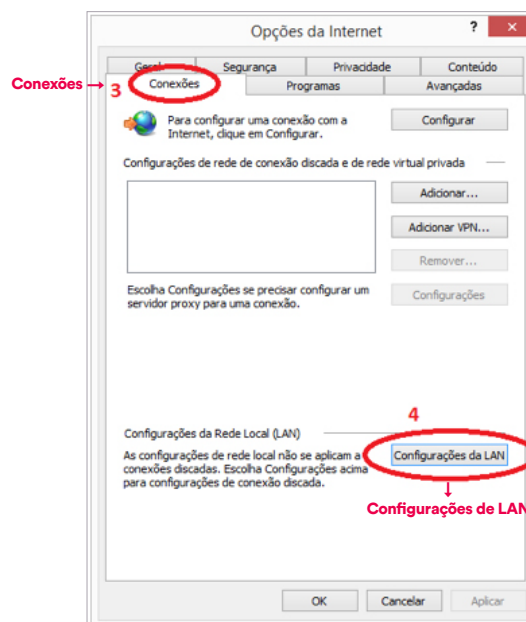 Opções da Internet
? ×
Geral Segurança Privacidade Conteúdo
Conexões
3
Conexões Programas Avançadas
Para configurar uma conexão com a
Internet, clique em Configurar.
Configurar
Configurações de rede de conexão discada e de rede virtual privada
Adicionar...
Adicionar VPN...
Remover...
Escolha Configurações se precisar configurar um
servidor proxy para uma conexão.
Configurações
4
Configurações da Rede Local (LAN)
As configurações de rede local não se aplicam a
conexões discadas. Escolha Configurações acima
para configurações de conexão discada.
Configurações da LAN
Configurações de LAN
OK Cancelar Aplicar